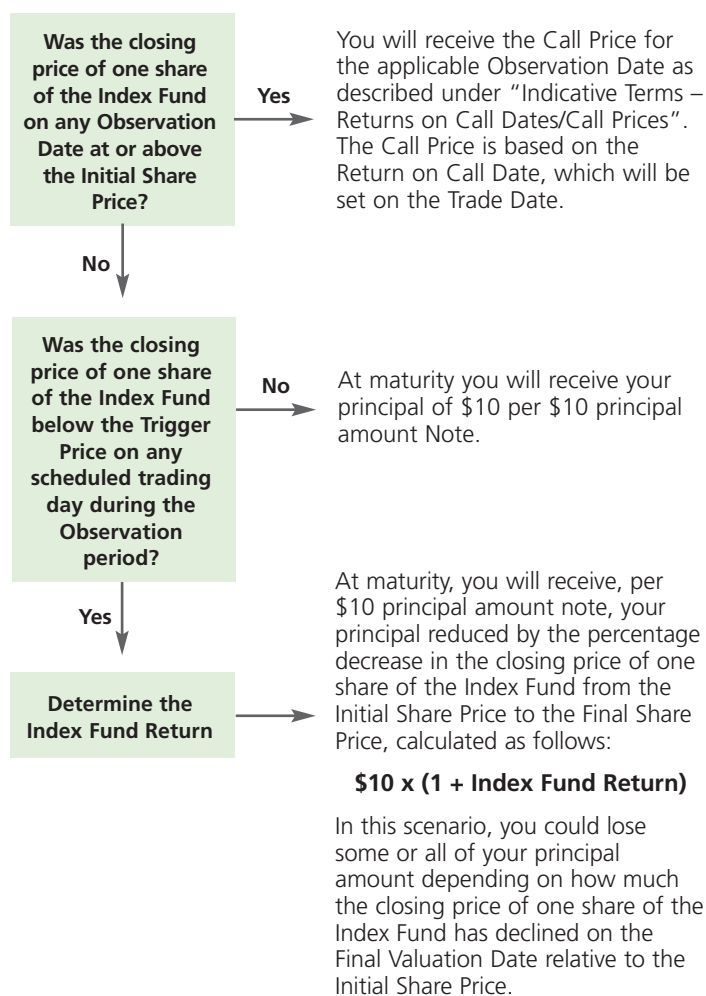 Was the closing
price of one share
of the Index Fund
on any Observation
Date at or above
the Initial Share
Price?
Yes
You will receive the Call Price for
the applicable Observation Date as
described under “Indicative Terms –
Returns on Call Dates/Call Prices”.
The Call Price is based on the
Return on Call Date, which will be
set on the Trade Date.
No
Was the closing
price of one share
of the Index Fund
below the Trigger
Price on any
scheduled trading
day during the
Observation
period?
No
At maturity you will receive your
principal of $10 per $10 principal
amount Note.
Yes
Determine the
Index Fund Return
At maturity, you will receive, per
$10 principal amount note, your
principal reduced by the percentage
decrease in the closing price of one
share of the Index Fund from the
Initial Share Price to the Final Share
Price, calculated as follows:
$10 x (1 + Index Fund Return)
In this scenario, you could lose
some or all of your principal
amount depending on how much
the closing price of one share of the
Index Fund has declined on the
Final Valuation Date relative to the
Initial Share Price.